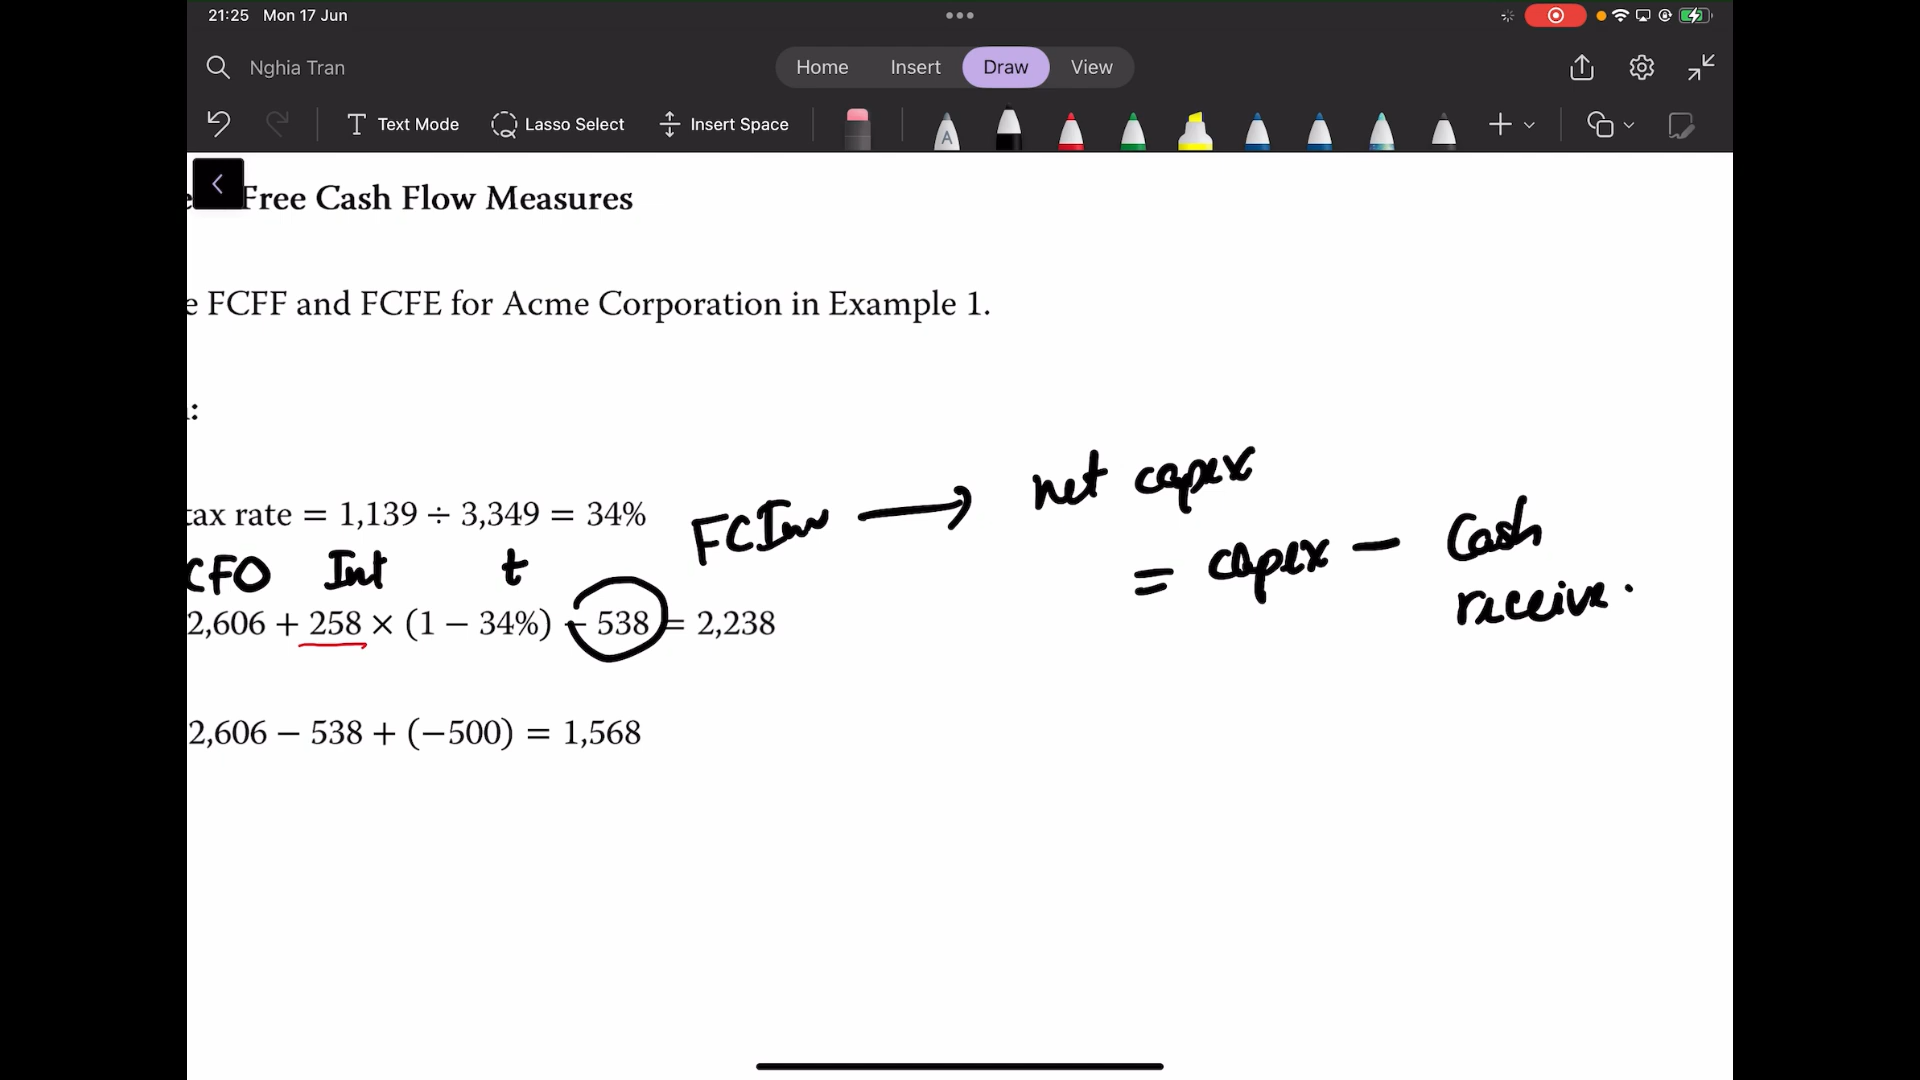 21:25 Mon 17 Jun
Nghia Tran
Home Insert Draw View
Text Mode Lasso Select Insert Space
A
e Free Cash Flow Measures
e FCFF and FCFE for Acme Corporation in Example 1.
:
tax rate = 1,139 ÷ 3,349 = 34%
FCInv → net capex
= capex − Cash
receive.
CFO Int t
2,606 + 258 × (1 − 34%) − 538 = 2,238
2,606 − 538 + (−500) = 1,568